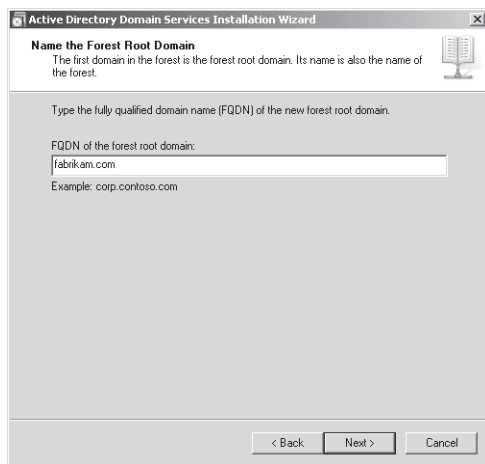 Active Directory Domain Services Installation Wizard
Name the Forest Root Domain
The first domain in the forest is the forest root domain. Its name is also the name of
the forest.
Type the fully qualified domain name (FQDN) of the new forest root domain.
FQDN of the forest root domain:
fabrikam.com
Example: corp.contoso.com
< Back Next > Cancel